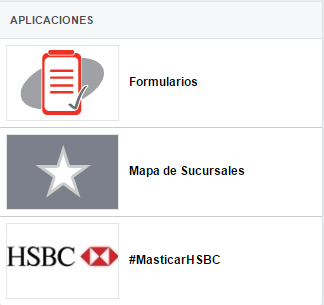 APLICACIONES
Formularios
Mapa de Sucursales
HSBC
#MasticarHSBC